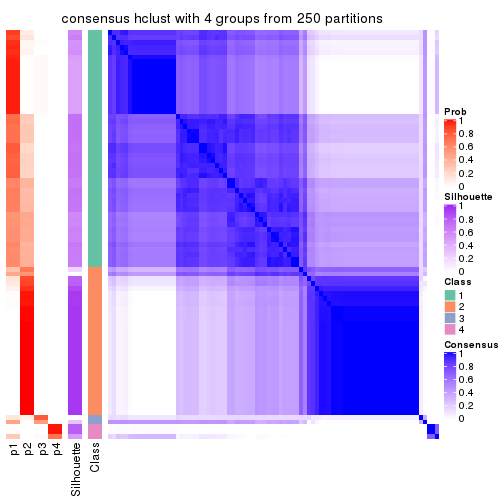 consensus hclust with 4 groups from 250 partitions
p1
p2
p3
p4
Silhouette
Class
Prob
1
0.8
0.6
0.4
0.2
0
Silhouette
1
0.8
0.6
0.4
0.2
0
Class
1
2
3
4
Consensus
1
0.8
0.6
0.4
0.2
0